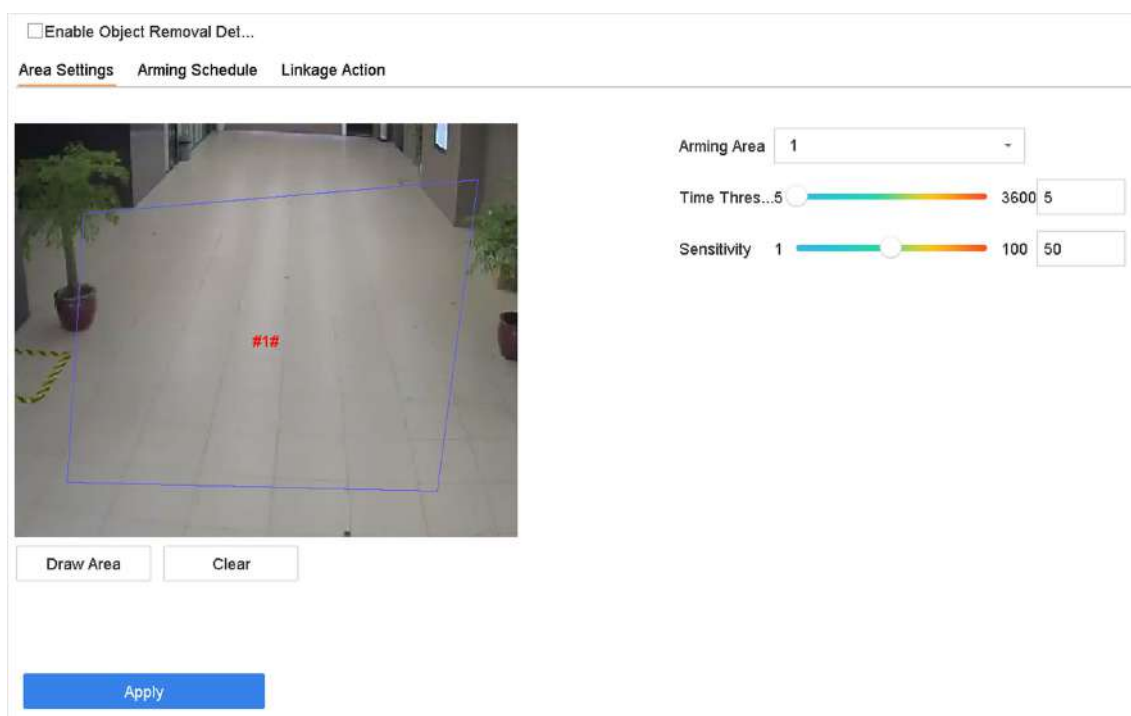 Enable Object Removal Det...
Area Settings Arming Schedule Linkage Action
Arming Area 1
Time Thres...5 3600 5
Sensitivity 1 100 50
#1#
Draw Area Clear
Apply